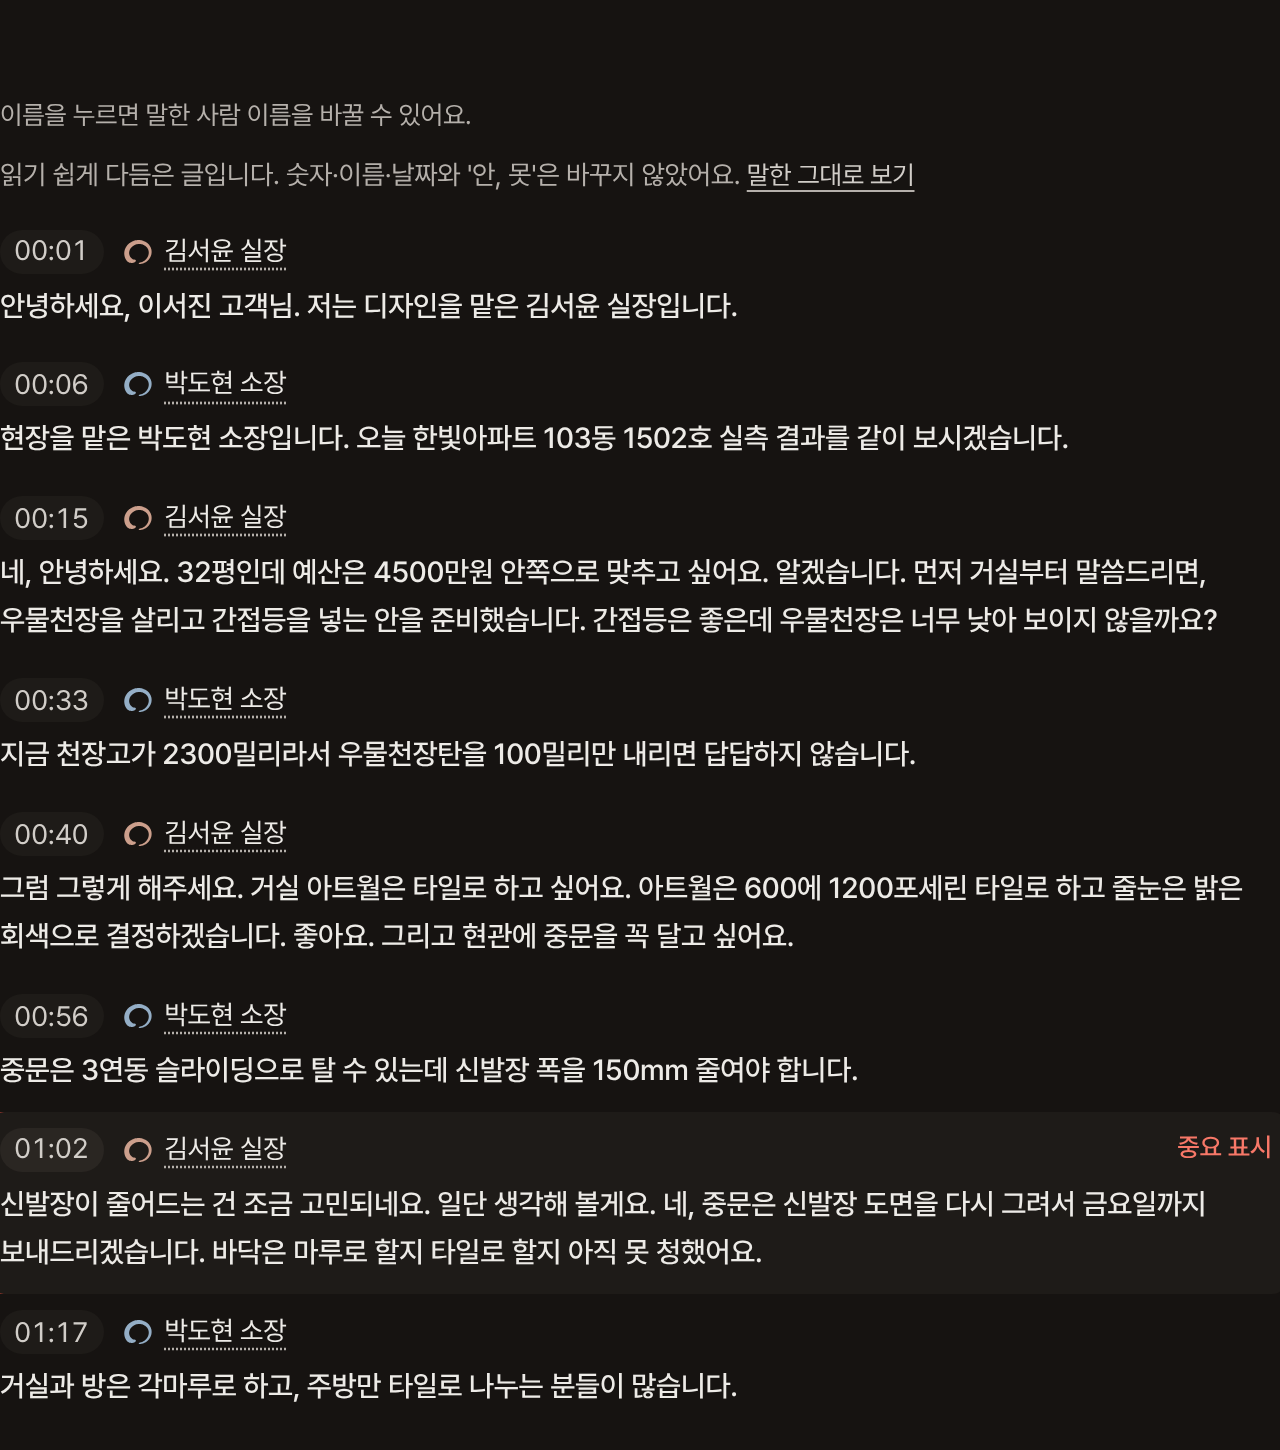 이름을 누르면 말한 사람 이름을 바꿀 수 있어요.
읽기 쉽게 다듬은 글입니다. 숫자·이름·날짜와 '안, 못'은 바꾸지 않았어요. 말한 그대로 보기
00:01 김서윤 실장
안녕하세요, 이서진 고객님. 저는 디자인을 맡은 김서윤 실장입니다.
00:06 박도현 소장
현장을 맡은 박도현 소장입니다. 오늘 한빛아파트 103동 1502호 실측 결과를 같이 보시겠습니다.
00:15 김서윤 실장
네, 안녕하세요. 32평인데 예산은 4500만원 안쪽으로 맞추고 싶어요. 알겠습니다. 먼저 거실부터 말씀드리면,
우물천장을 살리고 간접등을 넣는 안을 준비했습니다. 간접등은 좋은데 우물천장은 너무 낮아 보이지 않을까요?
00:33 박도현 소장
지금 천장고가 2300밀리라서 우물천장탄을 100밀리만 내리면 답답하지 않습니다.
00:40 김서윤 실장
그럼 그렇게 해주세요. 거실 아트월은 타일로 하고 싶어요. 아트월은 600에 1200포세린 타일로 하고 줄눈은 밝은
회색으로 결정하겠습니다. 좋아요. 그리고 현관에 중문을 꼭 달고 싶어요.
00:56 박도현 소장
중문은 3연동 슬라이딩으로 탈 수 있는데 신발장 폭을 150mm 줄여야 합니다.
01:02 김서윤 실장 중요 표시
신발장이 줄어드는 건 조금 고민되네요. 일단 생각해 볼게요. 네, 중문은 신발장 도면을 다시 그려서 금요일까지
보내드리겠습니다. 바닥은 마루로 할지 타일로 할지 아직 못 청했어요.
01:17 박도현 소장
거실과 방은 각마루로 하고, 주방만 타일로 나누는 분들이 많습니다.